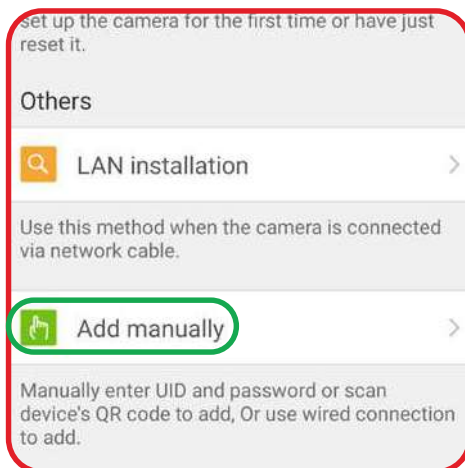 set up the camera for the first time or have just
reset it.
Others
LAN installation
Use this method when the camera is connected
via network cable.
Add manually
Manually enter UID and password or scan
device's QR code to add, Or use wired connection
to add.